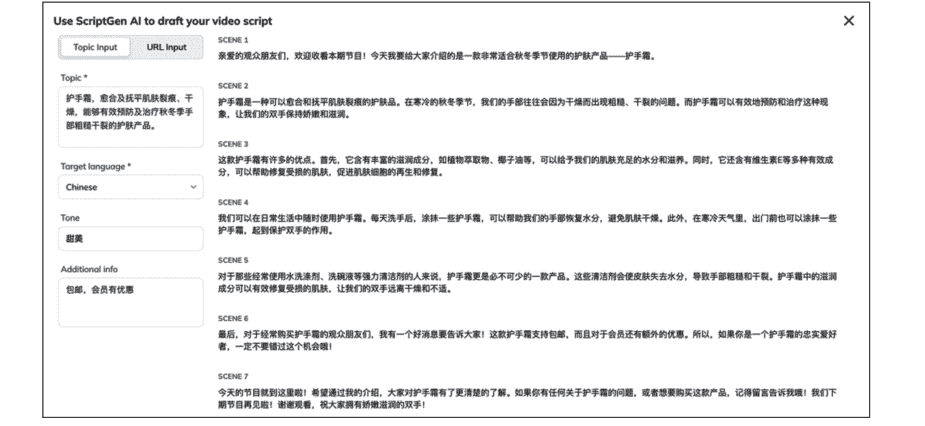 Use ScriptGen AI to draft your video script
Topic Input
URL Input
Topic *
护手霜，愈合及抚平肌肤裂痕、干
燥，能够有效预防及治疗秋冬季手
部粗糙干裂的护肤产品。
Target language *
Chinese
Tone
甜美
Additional info
包邮，会员有优惠
SCENE 1
亲爱的观众朋友们，欢迎收看本期节目！今天我要给大家介绍的是一款非常适合秋冬季节使用的护肤产品——护手霜。
SCENE 2
护手霜是一种可以愈合和抚平肌肤裂痕的护肤品。在寒冷的秋冬季节，我们的手部往往会因为干燥而出现粗糙、干裂的问题。而护手霜可以有效地预防和治疗这种现
象，让我们的双手保持娇嫩和滋润。
SCENE 3
这款护手霜有许多的优点。首先，它含有丰富的滋润成分，如植物萃取物、椰子油等，可以给予我们的肌肤充足的水分和滋养。同时，它还含有维生素E等多种有效成
分，可以帮助修复受损的肌肤，促进肌肤细胞的再生和修复。
SCENE 4
我们可以在日常生活中随时使用护手霜。每天洗手后，涂抹一些护手霜，可以帮助我们的手部恢复水分，避免肌肤干燥。此外，在寒冷天气里，出门前也可以涂抹一些
护手霜，起到保护双手的作用。
SCENE 5
对于那些经常使用水洗涤剂、洗碗液等强力清洁剂的人来说，护手霜更是必不可少的一款产品。这些清洁剂会使皮肤失去水分，导致手部粗糙和干裂。护手霜中的滋润
成分可以有效修复受损的肌肤，让我们的双手远离干燥和不适。
SCENE 6
最后，对于经常购买护手霜的观众朋友们，我有一个好消息要告诉大家！这款护手霜支持包邮，而且对于会员还有额外的优惠。所以，如果你是一个护手霜的忠实爱好
者，一定不要错过这个机会哦！
SCENE 7
今天的节目就到这里啦！希望通过我的介绍，大家对护手霜有了更清楚的了解。如果你有任何关于护手霜的问题，或者想要购买这款产品，记得留言告诉我哦！我们下
期节目再见啦！谢谢观看，祝大家拥有娇嫩滋润的双手！